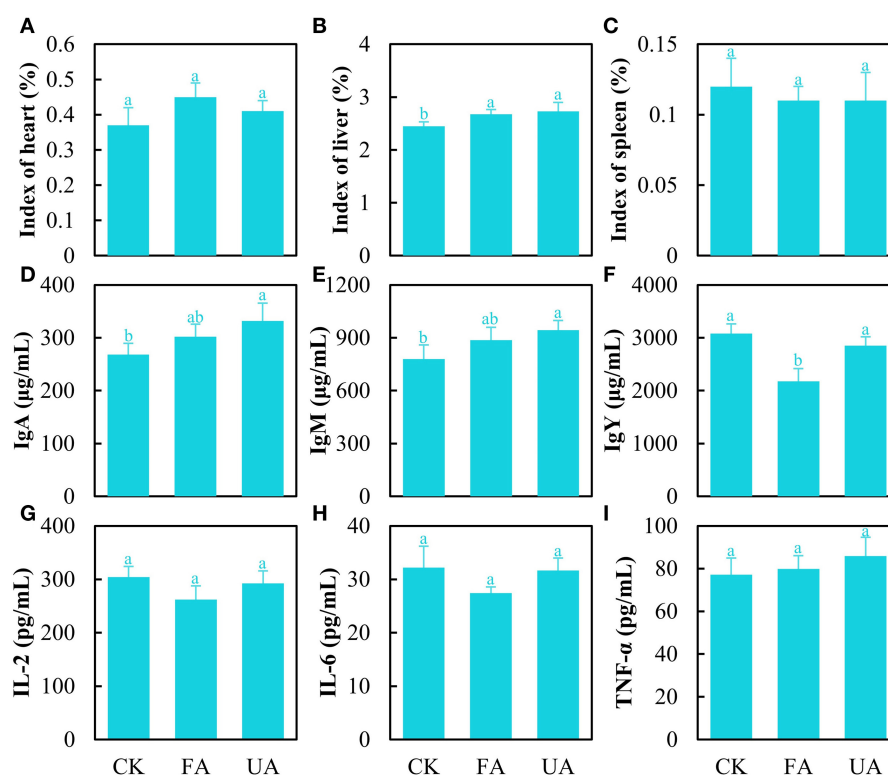 A
Index of heart (%)
0.6
0.5
0.4
0.3
0.2
0.1
0
a
a
a
B
Index of liver (%)
4
3
2
1
0
b
a
a
C
Index of spleen (%)
0.15
0.1
0.05
0
a
a
a
D
IgA (μg/mL)
400
300
200
100
0
b
ab
a
E
IgM (μg/mL)
1200
900
600
300
0
b
ab
a
F
IgY (μg/mL)
4000
3000
2000
1000
0
a
b
a
G
IL-2 (pg/mL)
400
300
200
100
0
a
a
a
CK FA UA
H
IL-6 (pg/mL)
40
30
20
10
0
a
a
a
CK FA UA
I
TNF-α (pg/mL)
100
80
60
40
20
0
a
a
a
CK FA UA